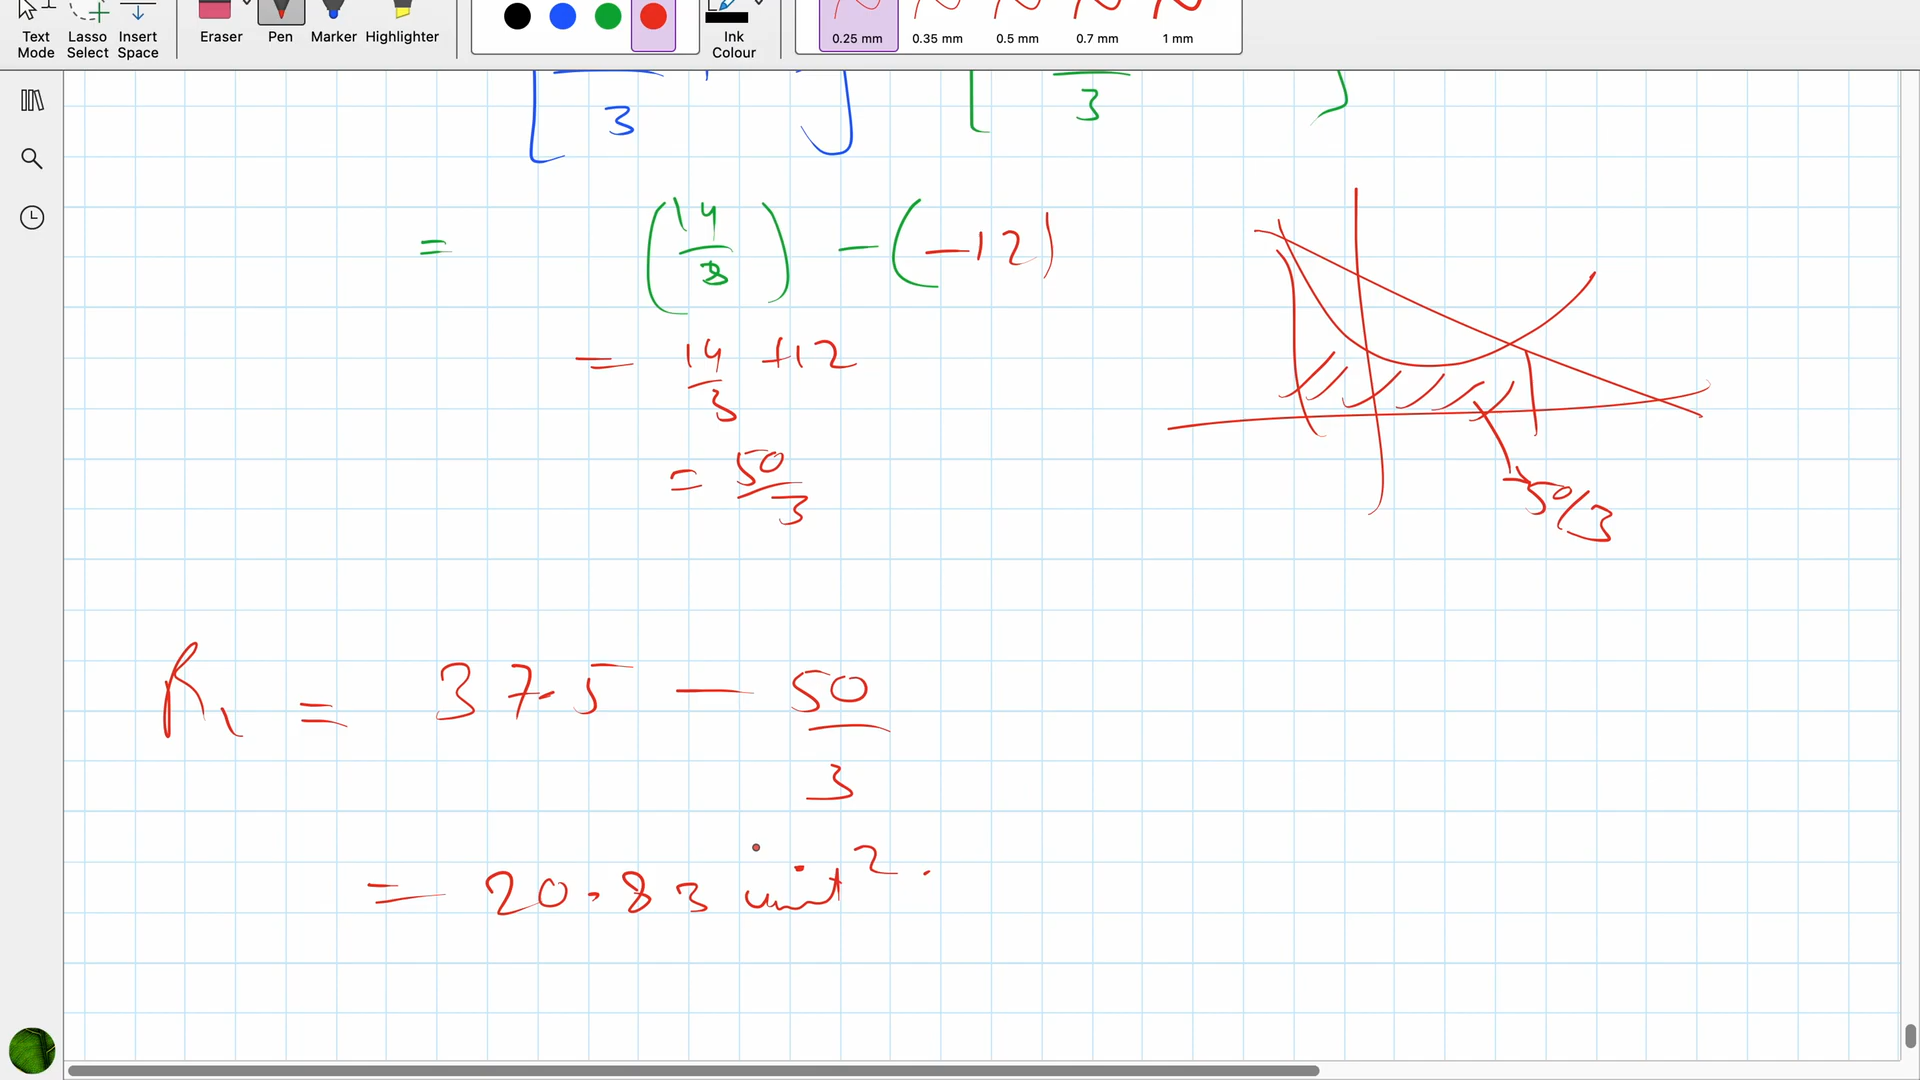 Text Mode
Lasso Select
Insert Space
Eraser
Pen
Marker
Highlighter
Ink Colour
0.25 mm
0.35 mm
0.5 mm
0.7 mm
1 mm
3
3
= (14/3) - (-12)
= 14/3 +12
= 50/3
50/3
R1 = 37.5 - 50/3
= 20.83 unit².